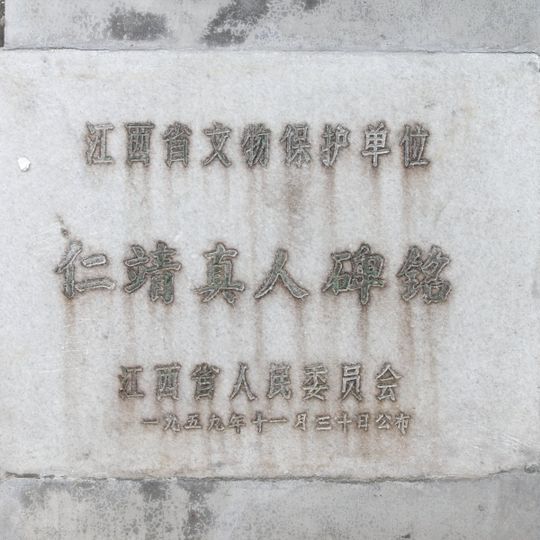 江西省文物保护单位
仁靖真人碑铭
江西省人民委员会
一九五九年十一月三十日公布